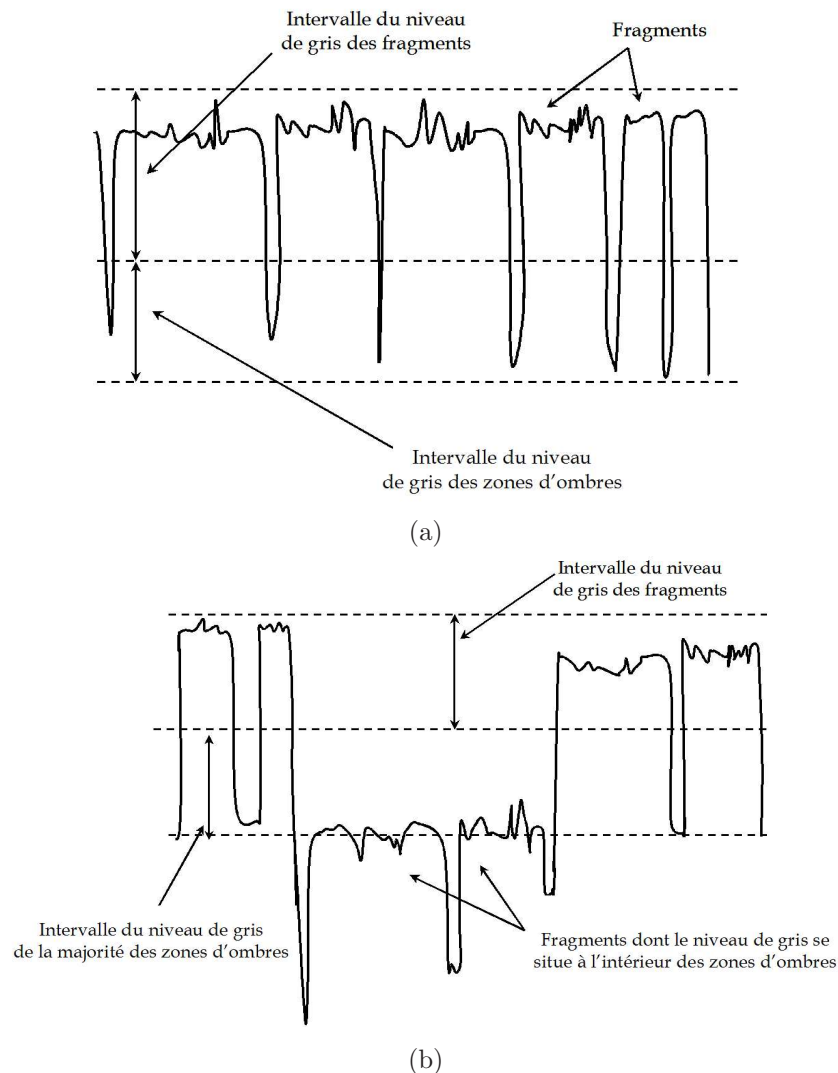 Intervalle du niveau
de gris des fragments
Fragments
Intervalle du niveau
de gris des zones d'ombres
(a)
Intervalle du niveau
de gris des fragments
Intervalle du niveau de gris
de la majorité des zones d'ombres
Fragments dont le niveau de gris se
situe à l'intérieur des zones d'ombres
(b)